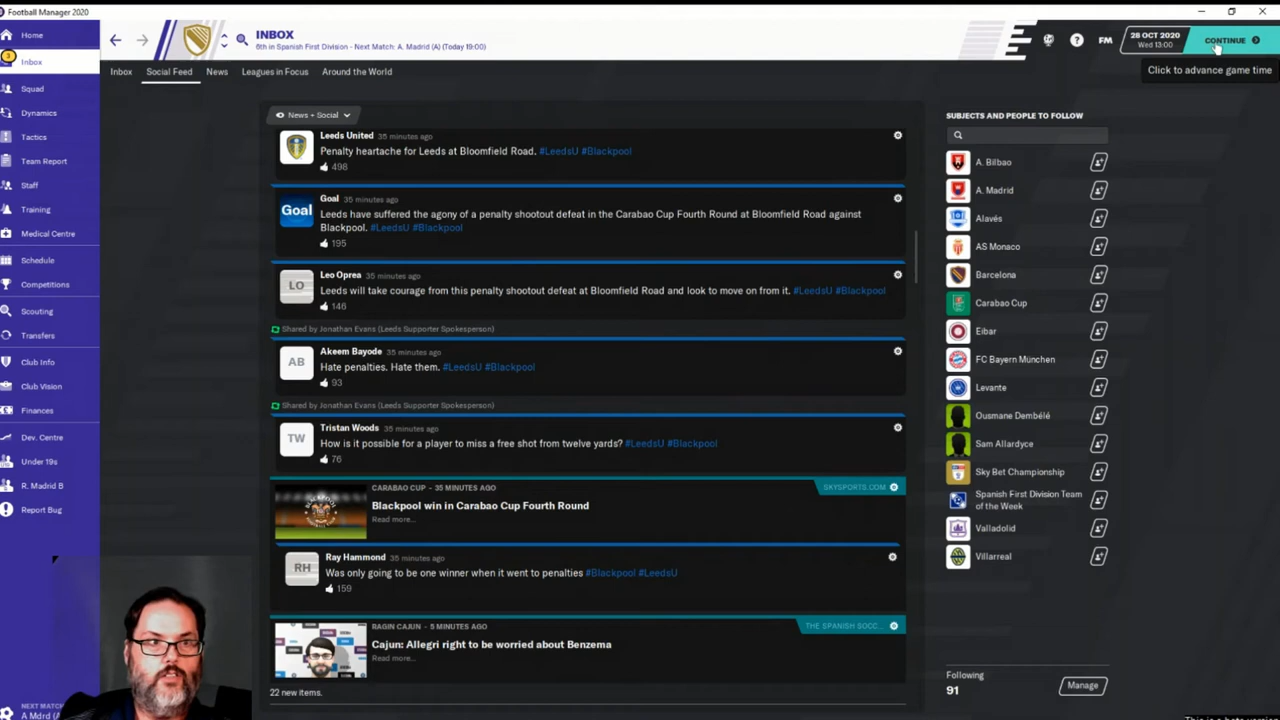 Football Manager 2020
Home
INBOX
6th in Spanish First Division - Next Match: A. Madrid (A) (Today 19:00)
FM
28 OCT 2020
Wed 13:00
CONTINUE
Click to advance game time
3
Inbox
Squad
Dynamics
Tactics
Team Report
Staff
Training
Medical Centre
Schedule
Competitions
Scouting
Transfers
Club Info
Club Vision
Finances
Dev. Centre
Under 19s
R. Madrid B
Report Bug
NEXT MATCH
A Mdrd (A)
Inbox
Social Feed
News
Leagues in Focus
Around the World
News + Social
Leeds United 35 minutes ago
Penalty heartache for Leeds at Bloomfield Road. #LeedsU #Blackpool
498
Goal
Goal 35 minutes ago
Leeds have suffered the agony of a penalty shootout defeat in the Carabao Cup Fourth Round at Bloomfield Road against
Blackpool. #LeedsU #Blackpool
195
LO
Leo Oprea 35 minutes ago
Leeds will take courage from this penalty shootout defeat at Bloomfield Road and look to move on from it. #LeedsU #Blackpool
146
Shared by Jonathan Evans (Leeds Supporter Spokesperson)
AB
Akeem Bayode 35 minutes ago
Hate penalties. Hate them. #LeedsU #Blackpool
93
Shared by Jonathan Evans (Leeds Supporter Spokesperson)
TW
Tristan Woods 35 minutes ago
How is it possible for a player to miss a free shot from twelve yards? #LeedsU #Blackpool
76
CARABAO CUP - 35 MINUTES AGO
SKYSPORTS.COM
Blackpool win in Carabao Cup Fourth Round
Read more...
RH
Ray Hammond 35 minutes ago
Was only going to be one winner when it went to penalties #Blackpool #LeedsU
159
RAGIN CAJUN - 5 MINUTES AGO
THE SPANISH SOCC...
Cajun: Allegri right to be worried about Benzema
Read more...
22 new items.
SUBJECTS AND PEOPLE TO FOLLOW
A. Bilbao
A. Madrid
Alavés
AS Monaco
Barcelona
Carabao Cup
Eibar
FC Bayern München
Levante
Ousmane Dembélé
Sam Allardyce
Sky Bet Championship
Spanish First Division Team
of the Week
Valladolid
Villarreal
Following
91
Manage